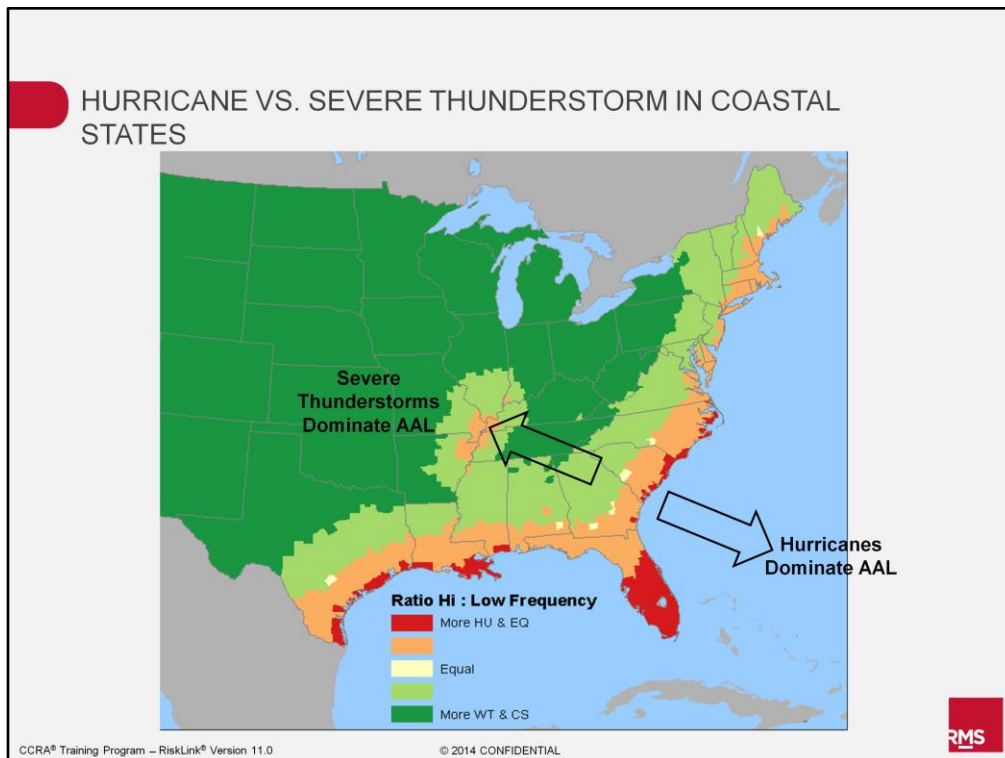 HURRICANE VS. SEVERE THUNDERSTORM IN COASTAL
STATES
Severe
Thunderstorms
Dominate AAL
Hurricanes
Dominate AAL
Ratio Hi : Low Frequency
More HU & EQ
Equal
More WT & CS
CCRA® Training Program – RiskLink® Version 11.0
© 2014 CONFIDENTIAL
RMS